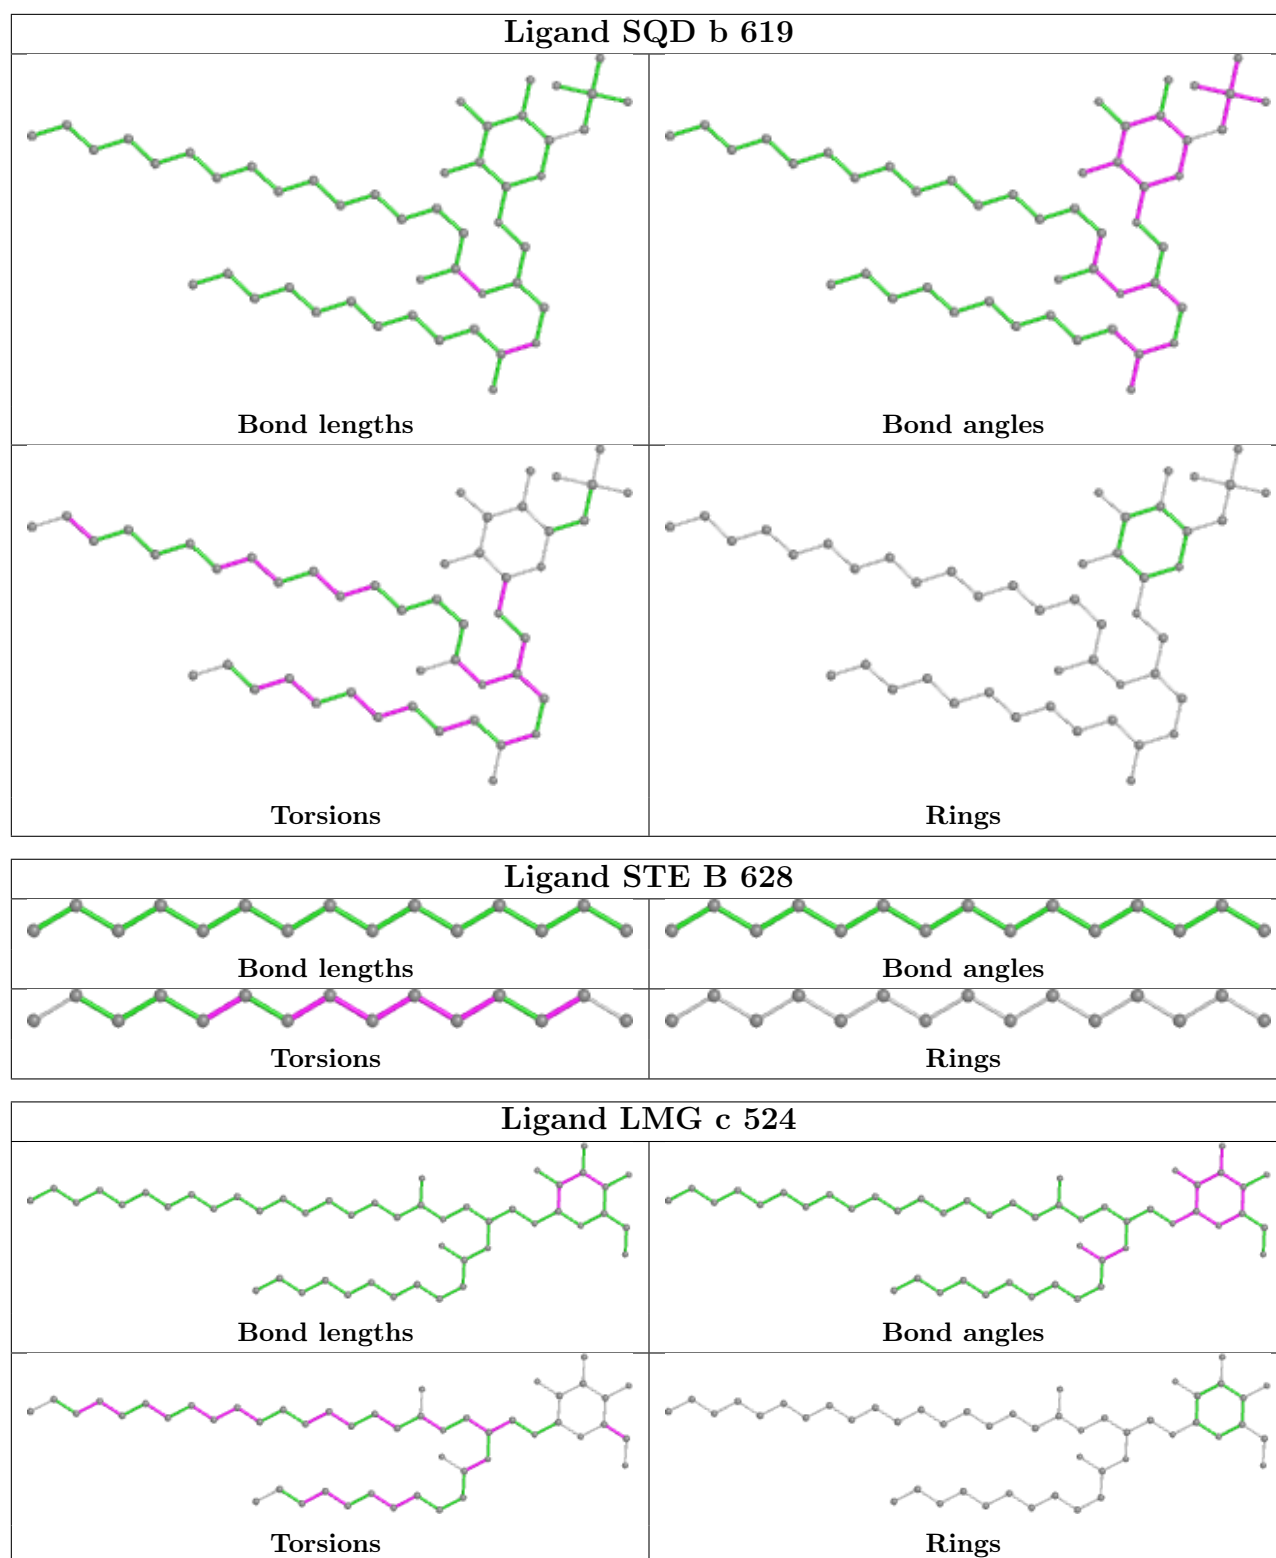 Ligand SQD b 619
Bond lengths
Bond angles
Torsions
Rings
Ligand STE B 628
Bond lengths
Bond angles
Torsions
Rings
Ligand LMG c 524
Bond lengths
Bond angles
Torsions
Rings